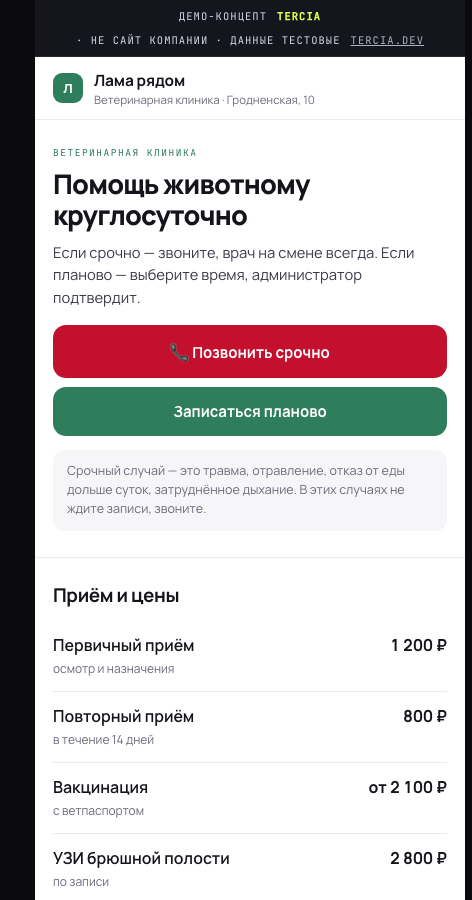 ДЕМО-КОНЦЕПТ TERCIA
· НЕ САЙТ КОМПАНИИ · ДАННЫЕ ТЕСТОВЫЕ TERCIA.DEV
Л
Лама рядом
Ветеринарная клиника · Гродненская, 10
ВЕТЕРИНАРНАЯ КЛИНИКА
Помощь животному
круглосуточно
Если срочно — звоните, врач на смене всегда. Если
планово — выберите время, администратор
подтвердит.
📞 Позвонить срочно
Записаться планово
Срочный случай — это травма, отравление, отказ от еды
дольше суток, затруднённое дыхание. В этих случаях не
ждите записи, звоните.
Приём и цены
Первичный приём 1 200 ₽
осмотр и назначения
Повторный приём 800 ₽
в течение 14 дней
Вакцинация от 2 100 ₽
с ветпаспортом
УЗИ брюшной полости 2 800 ₽
по записи